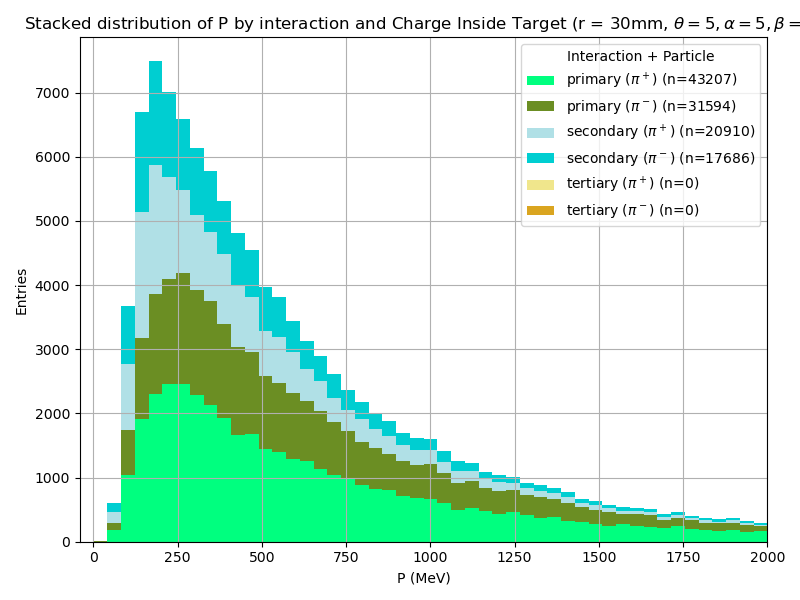 Stacked distribution of P by interaction and Charge Inside Target (r = 30mm, θ = 5, α = 5, β =
Interaction + Particle
primary (π⁺) (n=43207)
primary (π⁻) (n=31594)
secondary (π⁺) (n=20910)
secondary (π⁻) (n=17686)
tertiary (π⁺) (n=0)
tertiary (π⁻) (n=0)
Entries
7000
6000
5000
4000
3000
2000
1000
0
0 250 500 750 1000 1250 1500 1750 2000
P (MeV)